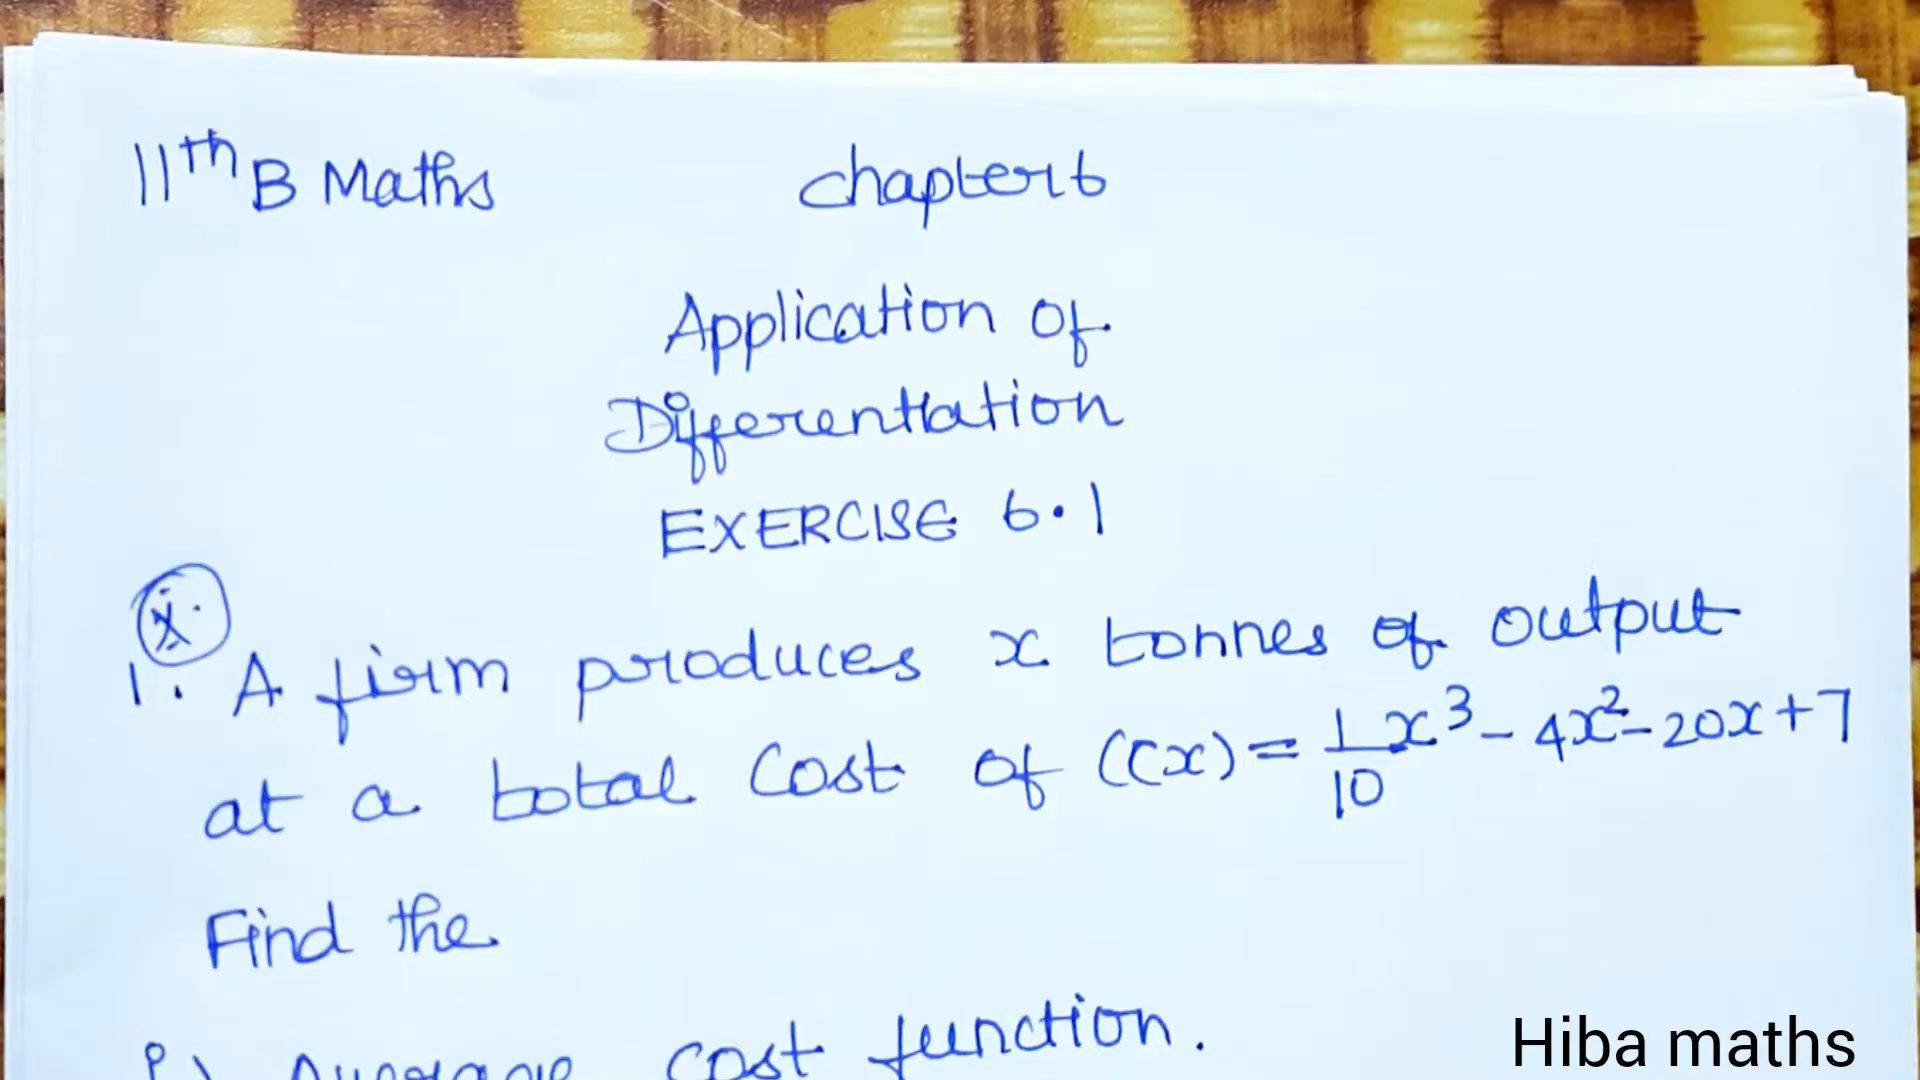 11th B Maths chapter 6
Application of
Differentiation
EXERCISE 6.1
1. A firm produces x tonnes of output
at a total cost of C(x) = 1/10 x³ - 4x² - 20x + 7
Find the
i) Average cost function.
Hiba maths